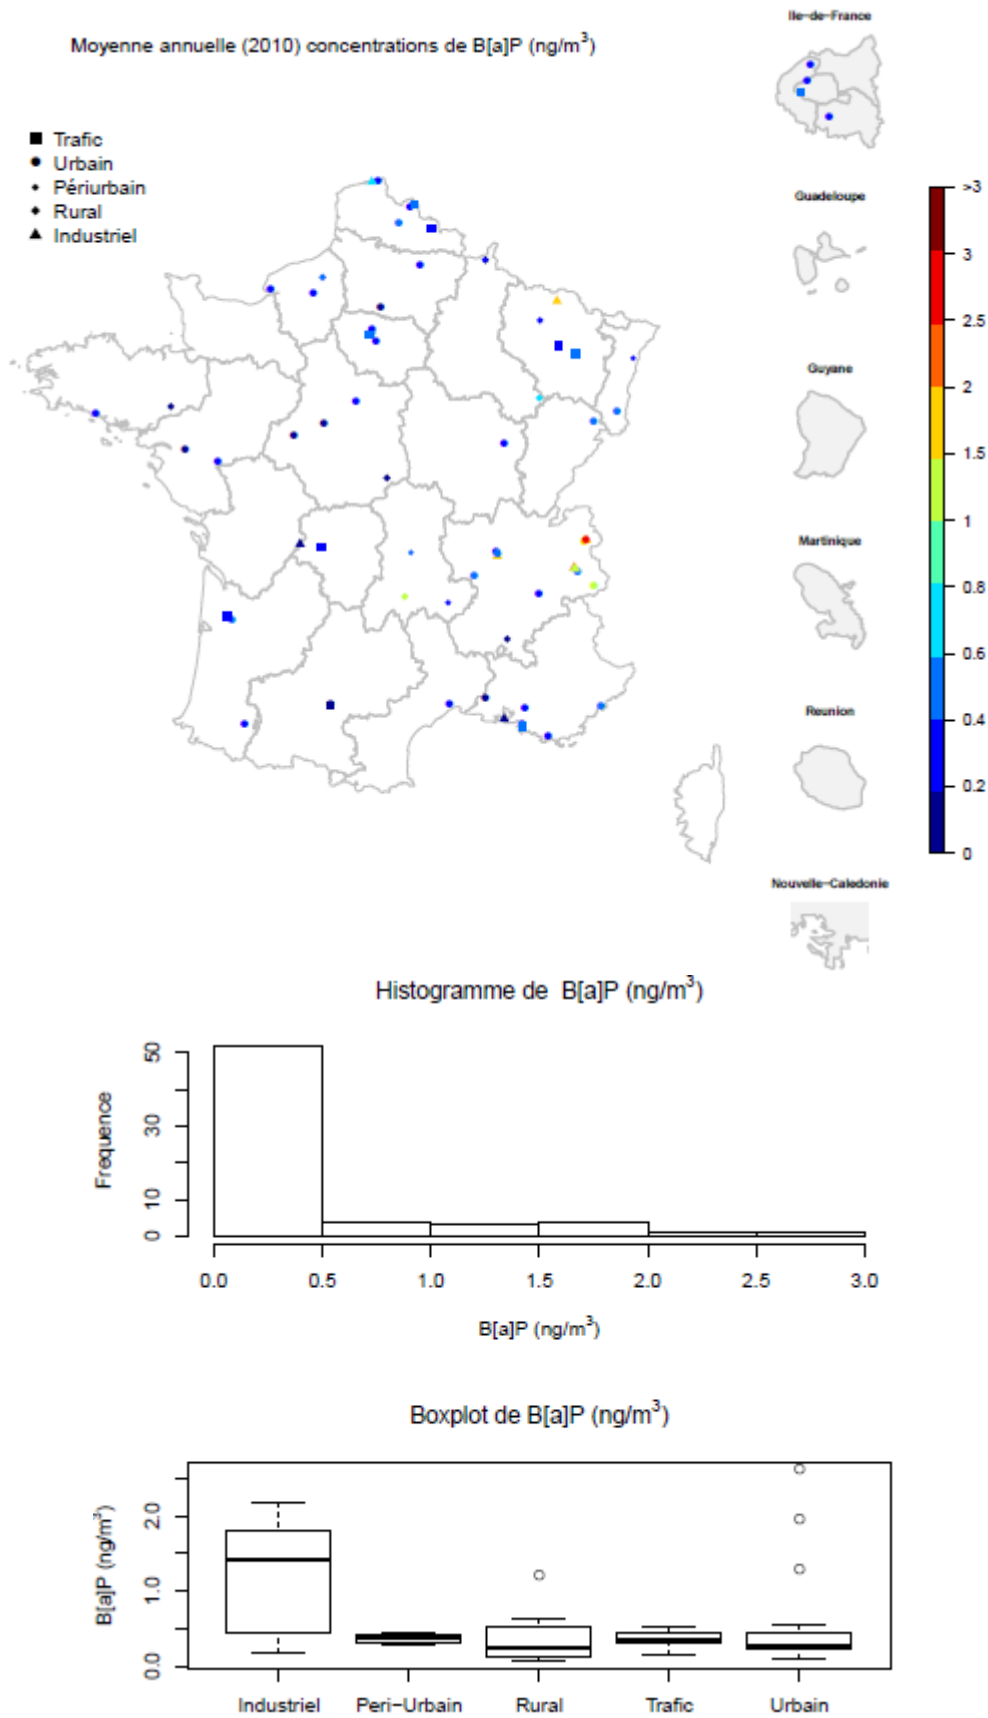 Ile-de-France
Moyenne annuelle (2010) concentrations de B[a]P (ng/m³)
Trafic
Urbain
Périurbain
Rural
Industriel
Guadeloupe
Guyane
Martinique
Reunion
Nouvelle-Caledonie
>3
3
2.5
2
1.5
1
0.8
0.6
0.4
0.2
0
Histogramme de B[a]P (ng/m³)
Frequence
50
30
10
0
0.0 0.5 1.0 1.5 2.0 2.5 3.0
B[a]P (ng/m³)
Boxplot de B[a]P (ng/m³)
B[a]P (ng/m³)
2.0
1.0
0.0
Industriel Peri-Urbain Rural Trafic Urbain